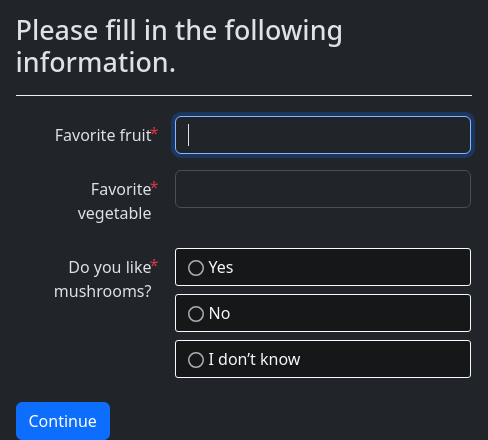 Please fill in the following
information.
Favorite fruit*
Favorite*
vegetable
Do you like*
mushrooms?
Yes
No
I don’t know
Continue